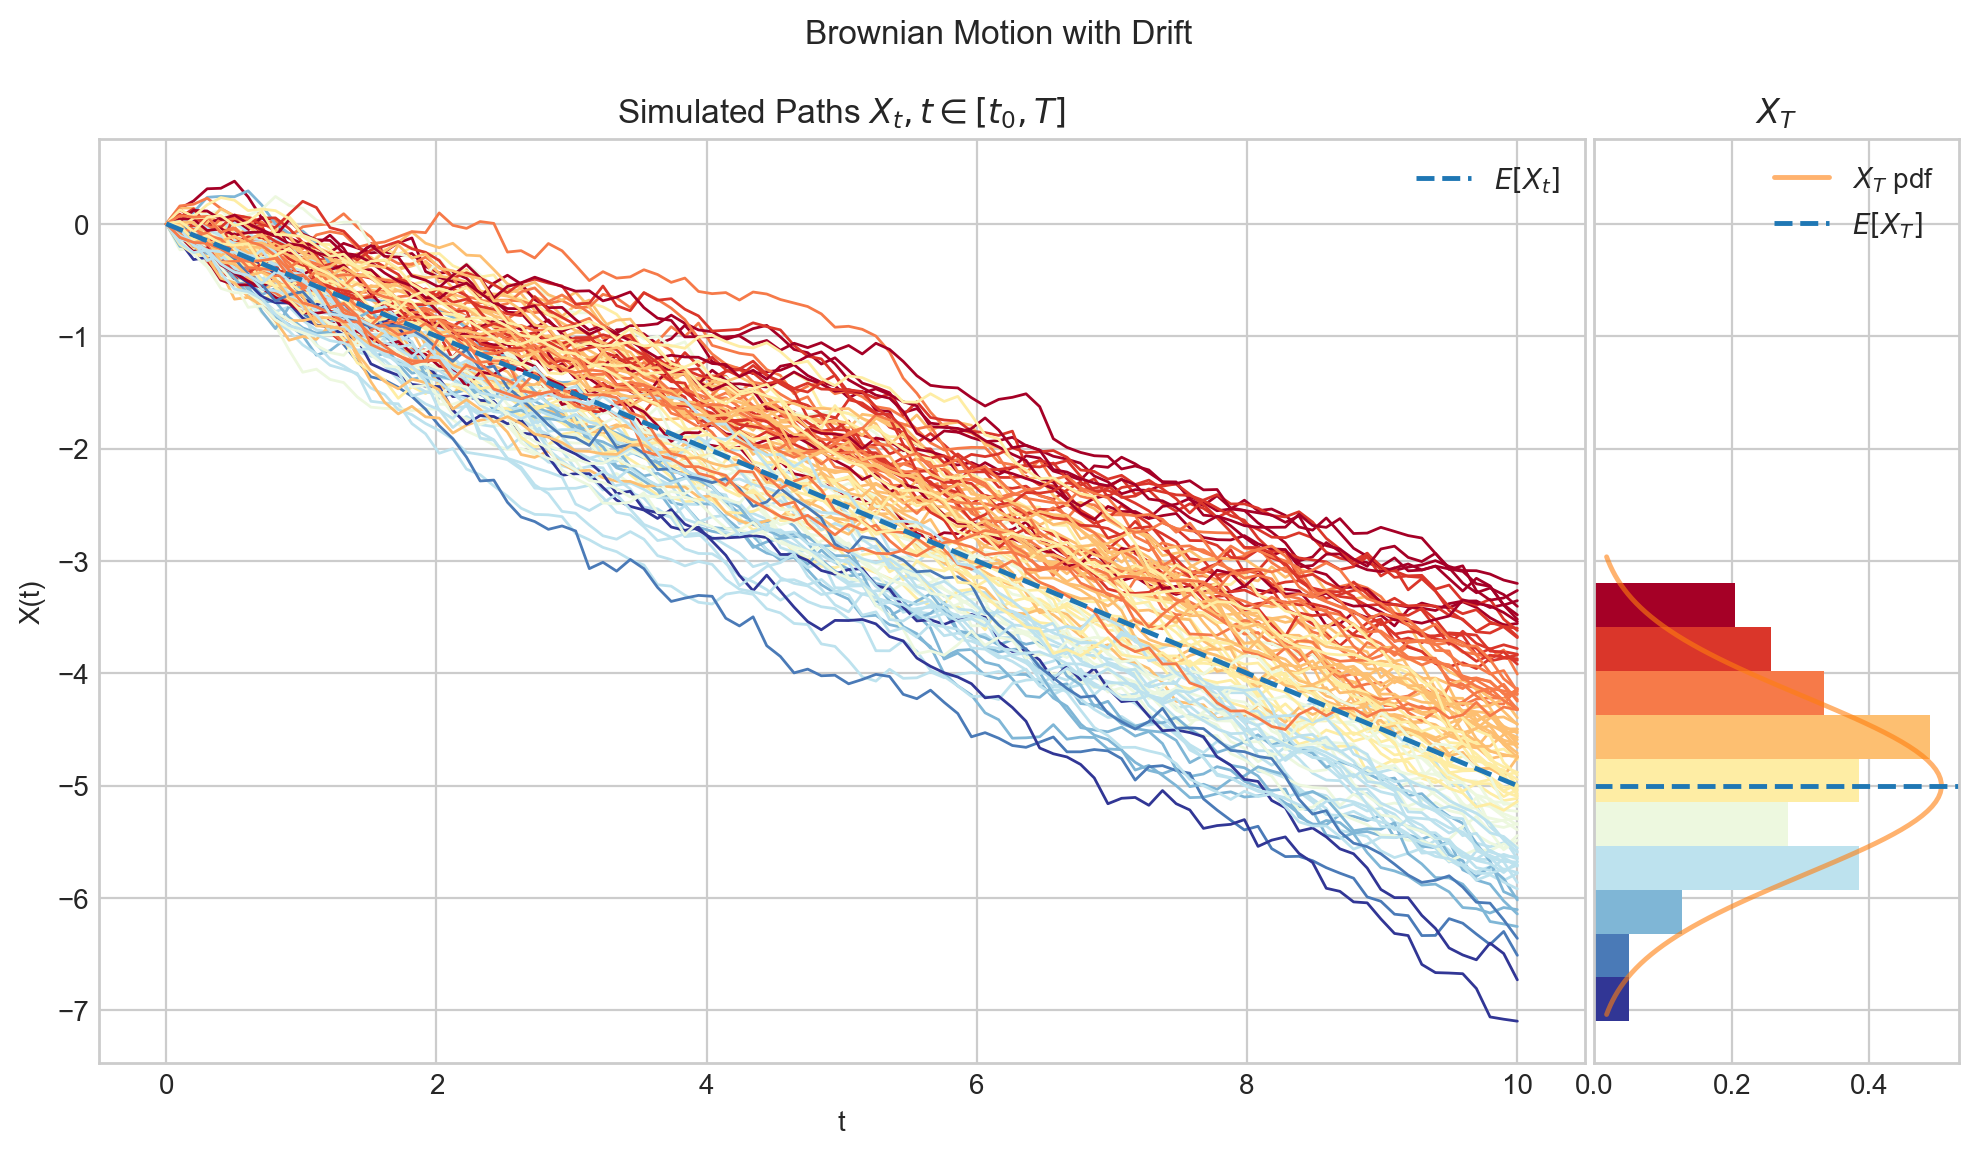 Brownian Motion with Drift
Simulated Paths $X_t, t \in [t_0, T]$
$X_T$
$E[X_t]$
$X_T$ pdf
$E[X_T]$
X(t)
0
−1
−2
−3
−4
−5
−6
−7
0 2 4 6 8 10
0.0 0.2 0.4
t